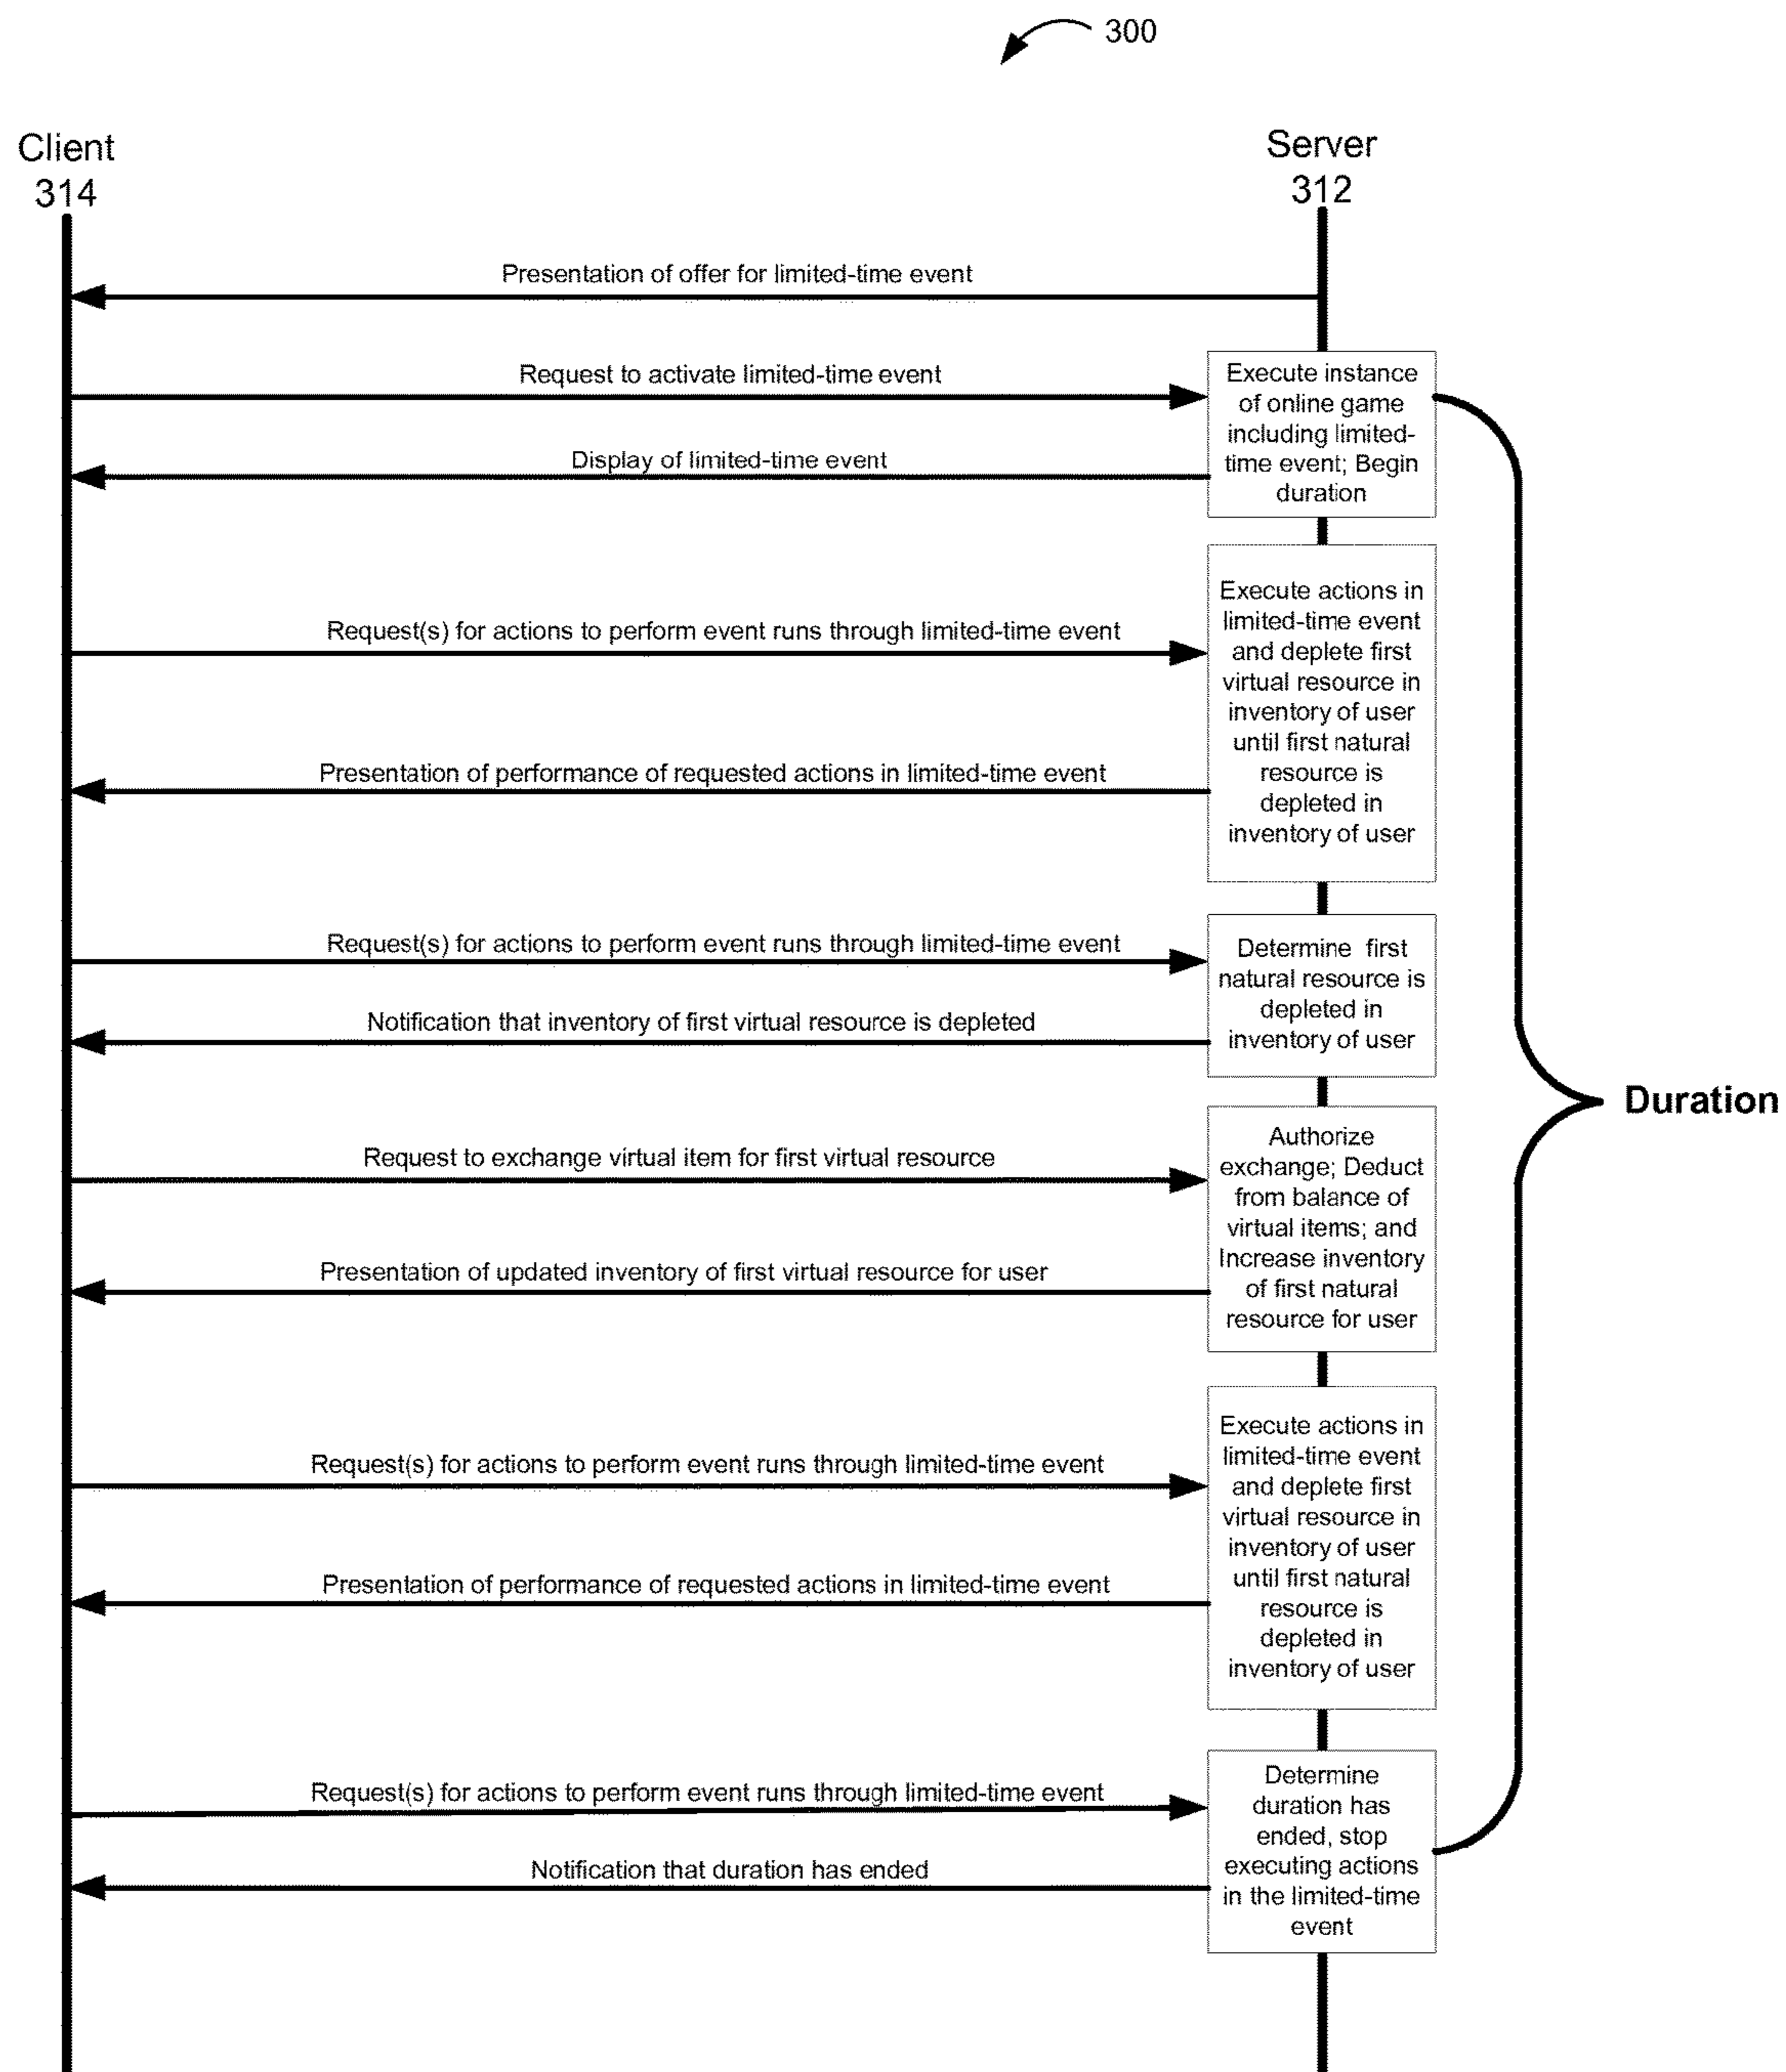 300
Client
314
Server
312
Presentation of offer for limited-time event
Request to activate limited-time event
Display of limited-time event
Execute instance
of online game
including limited-
time event; Begin
duration
Request(s) for actions to perform event runs through limited-time event
Presentation of performance of requested actions in limited-time event
Execute actions in
limited-time event
and deplete first
virtual resource in
inventory of user
until first natural
resource is
depleted in
inventory of user
Request(s) for actions to perform event runs through limited-time event
Notification that inventory of first virtual resource is depleted
Determine first
natural resource is
depleted in
inventory of user
Duration
Request to exchange virtual item for first virtual resource
Presentation of updated inventory of first virtual resource for user
Authorize
exchange; Deduct
from balance of
virtual items; and
Increase inventory
of first natural
resource for user
Request(s) for actions to perform event runs through limited-time event
Presentation of performance of requested actions in limited-time event
Execute actions in
limited-time event
and deplete first
virtual resource in
inventory of user
until first natural
resource is
depleted in
inventory of user
Request(s) for actions to perform event runs through limited-time event
Notification that duration has ended
Determine
duration has
ended, stop
executing actions
in the limited-time
event